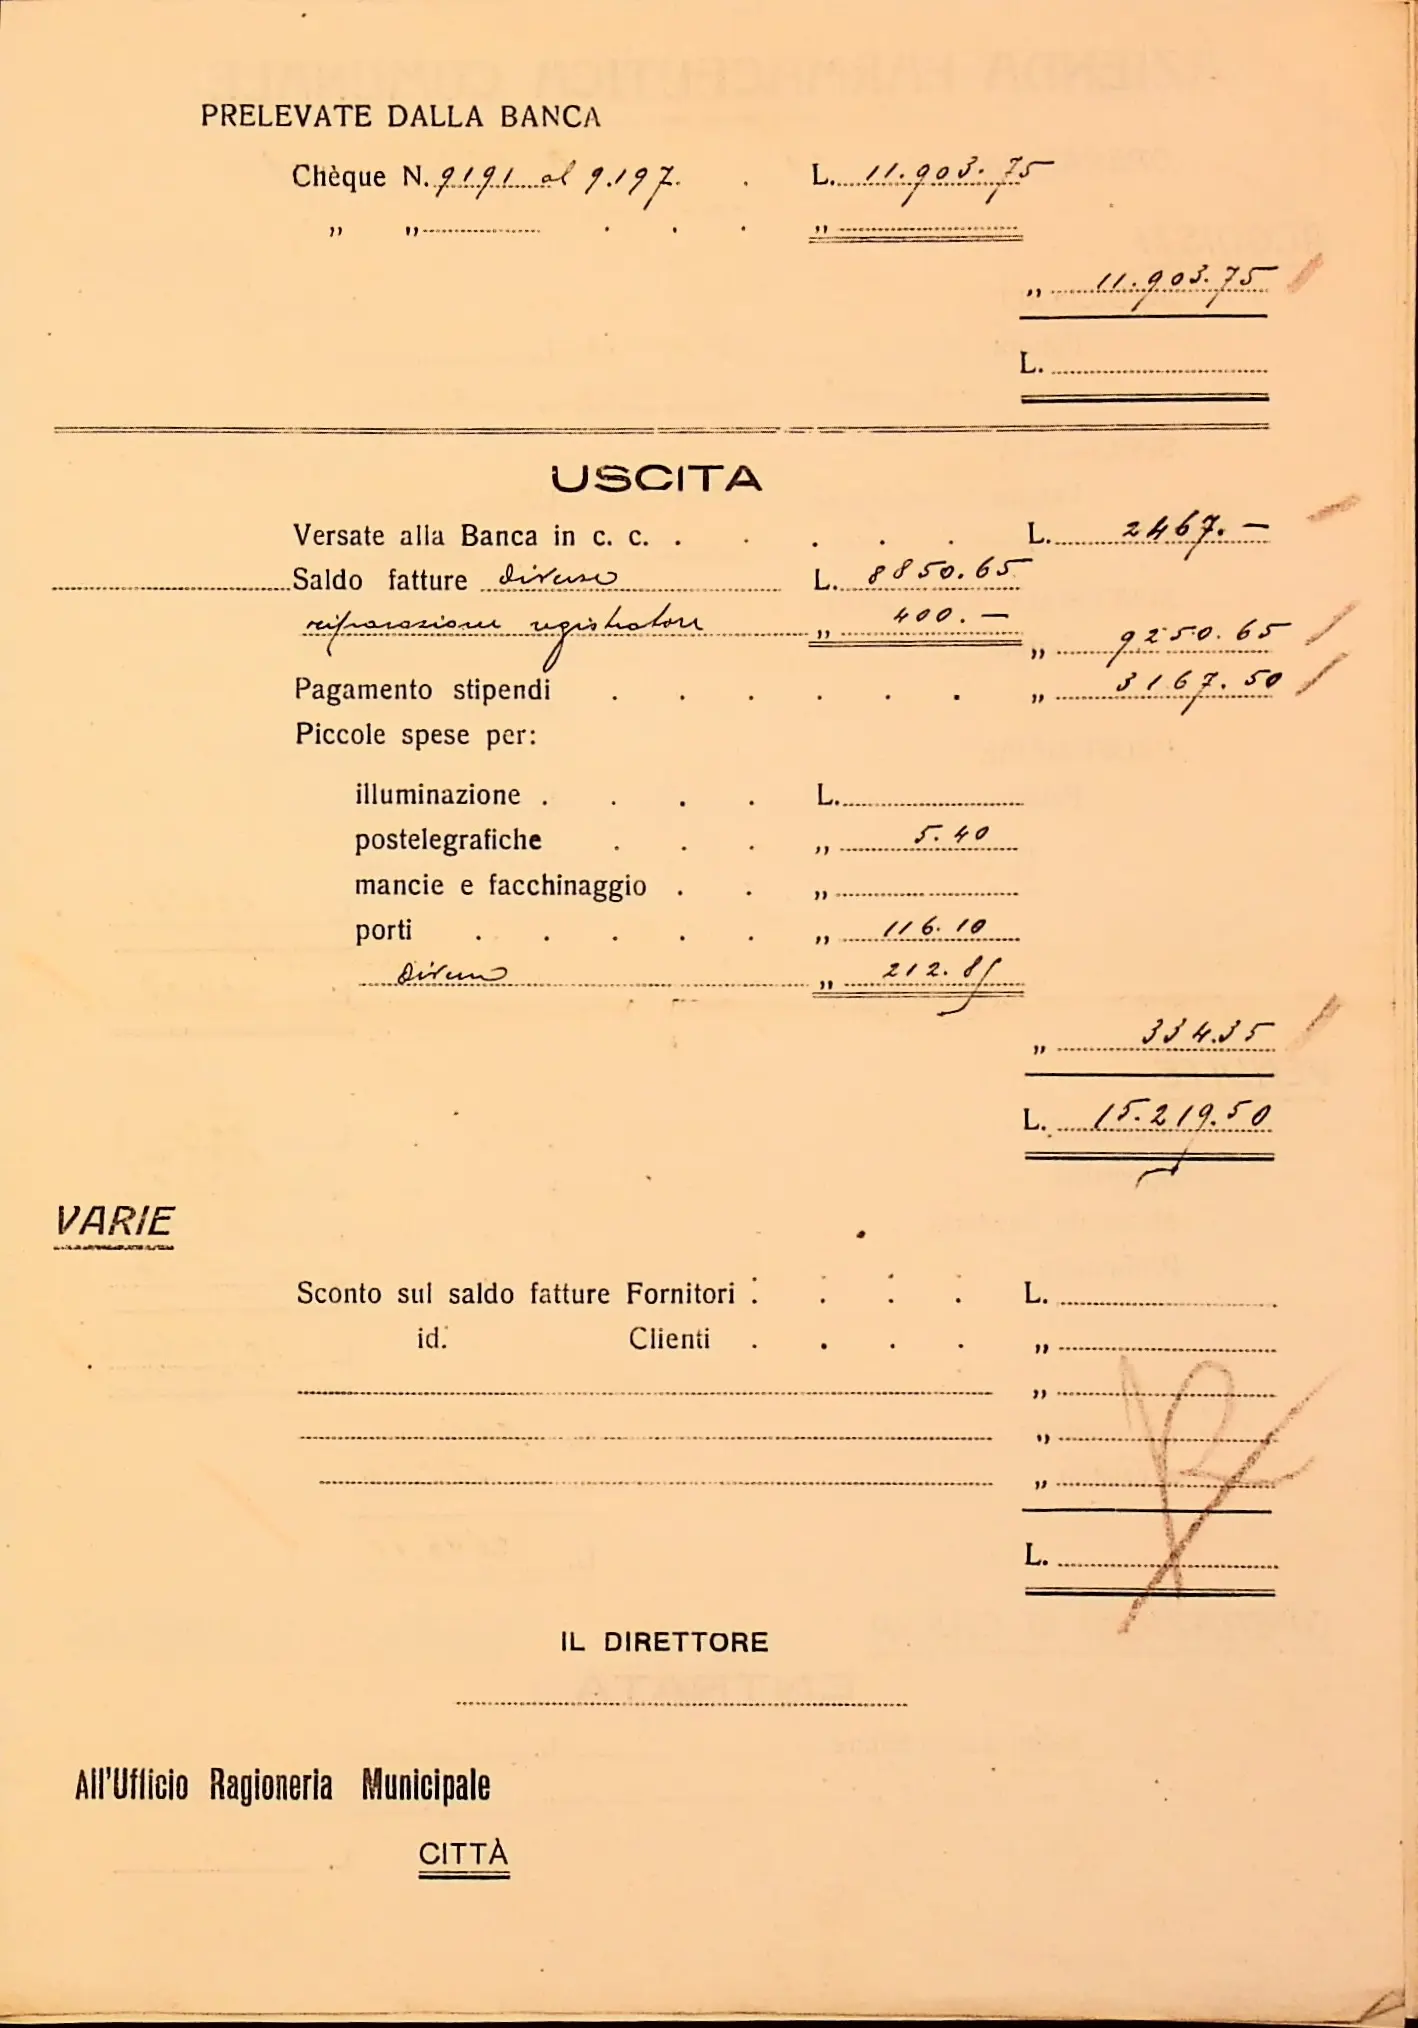 PRELEVATE DALLA BANCA
Chèque N. 9191 al 9.197. . L. 11.903.75
„ „ . . . „
„ 11.903.75
L.
USCITA
Versate alla Banca in c. c. . . . . . L. 2467. —
Saldo fatture diverse L. 8850.65
riparazione registratore „ 400. — „ 9250.65
Pagamento stipendi . . . . . . „ 3167.50
Piccole spese per:
illuminazione . . . . L.
postelegrafiche . . . „ 5.40
mancie e facchinaggio . . „
porti . . . . . „ 116.10
diverse „ 212.85
„ 334.35
L. 15.219.50
VARIE
Sconto sul saldo fatture Fornitori . . . . L.
id. Clienti . . . . „
„
„
„
L.
IL DIRETTORE
All'Ufficio Ragioneria Municipale
CITTÀ